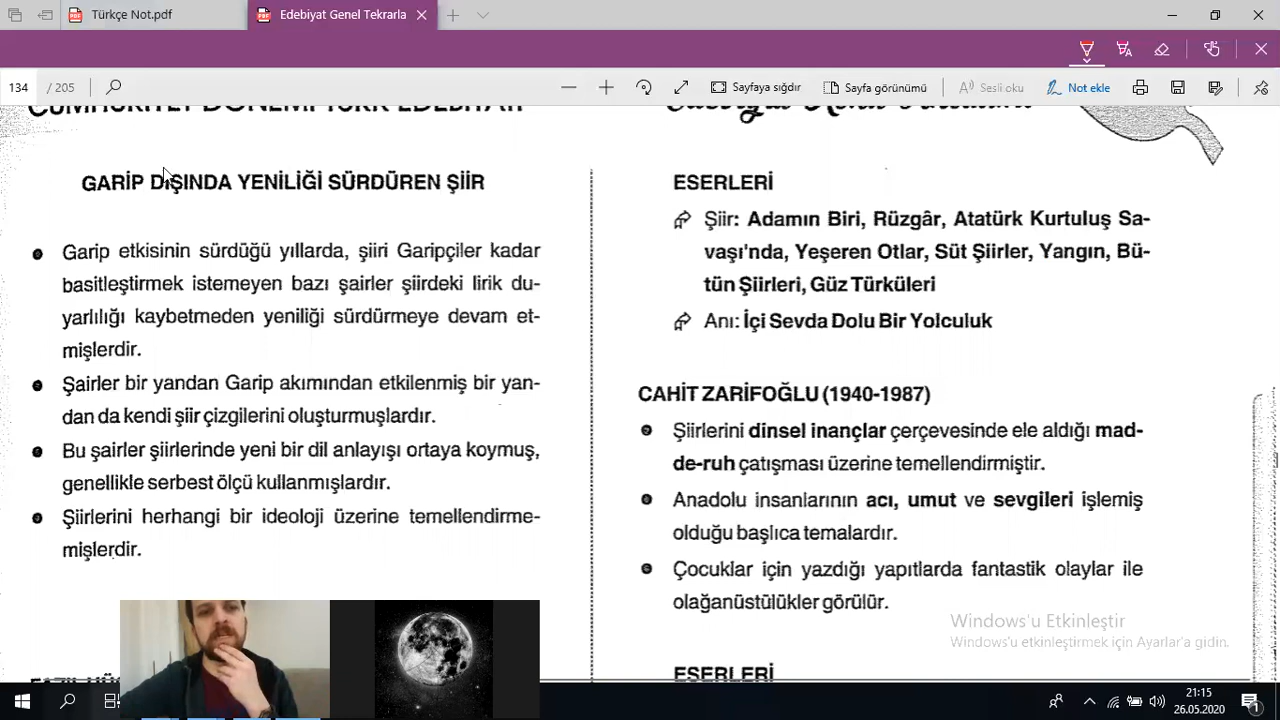 Türkçe Not.pdf
Edebiyat Genel Tekrarla
134 / 205
Sayfaya sığdır
Sayfa görünümü
Sesli oku
Not ekle
CUMHURİYET DÖNEMİ TÜRK EDEBİYATI
GARİP DIŞINDA YENİLİĞİ SÜRDÜREN ŞİİR
Garip etkisinin sürdüğü yıllarda, şiiri Garipçiler kadar
basitleştirmek istemeyen bazı şairler şiirdeki lirik du-
yarlılığı kaybetmeden yeniliği sürdürmeye devam et-
mişlerdir.
Şairler bir yandan Garip akımından etkilenmiş bir yan-
dan da kendi şiir çizgilerini oluşturmuşlardır.
Bu şairler şiirlerinde yeni bir dil anlayışı ortaya koymuş,
genellikle serbest ölçü kullanmışlardır.
Şiirlerini herhangi bir ideoloji üzerine temellendirme-
mişlerdir.
ESERLERİ
Şiir: Adamın Biri, Rüzgâr, Atatürk Kurtuluş Sa-
vaşı'nda, Yeşeren Otlar, Süt Şiirler, Yangın, Bü-
tün Şiirleri, Güz Türküleri
Anı: İçi Sevda Dolu Bir Yolculuk
CAHİT ZARİFOĞLU (1940-1987)
Şiirlerini dinsel inançlar çerçevesinde ele aldığı mad-
de-ruh çatışması üzerine temellendirmiştir.
Anadolu insanlarının acı, umut ve sevgileri işlemiş
olduğu başlıca temalardır.
Çocuklar için yazdığı yapıtlarda fantastik olaylar ile
olağanüstülükler görülür.
ESERLERİ
Windows'u Etkinleştir
Windows'u etkinleştirmek için Ayarlar'a gidin.
21:15
26.05.2020
1